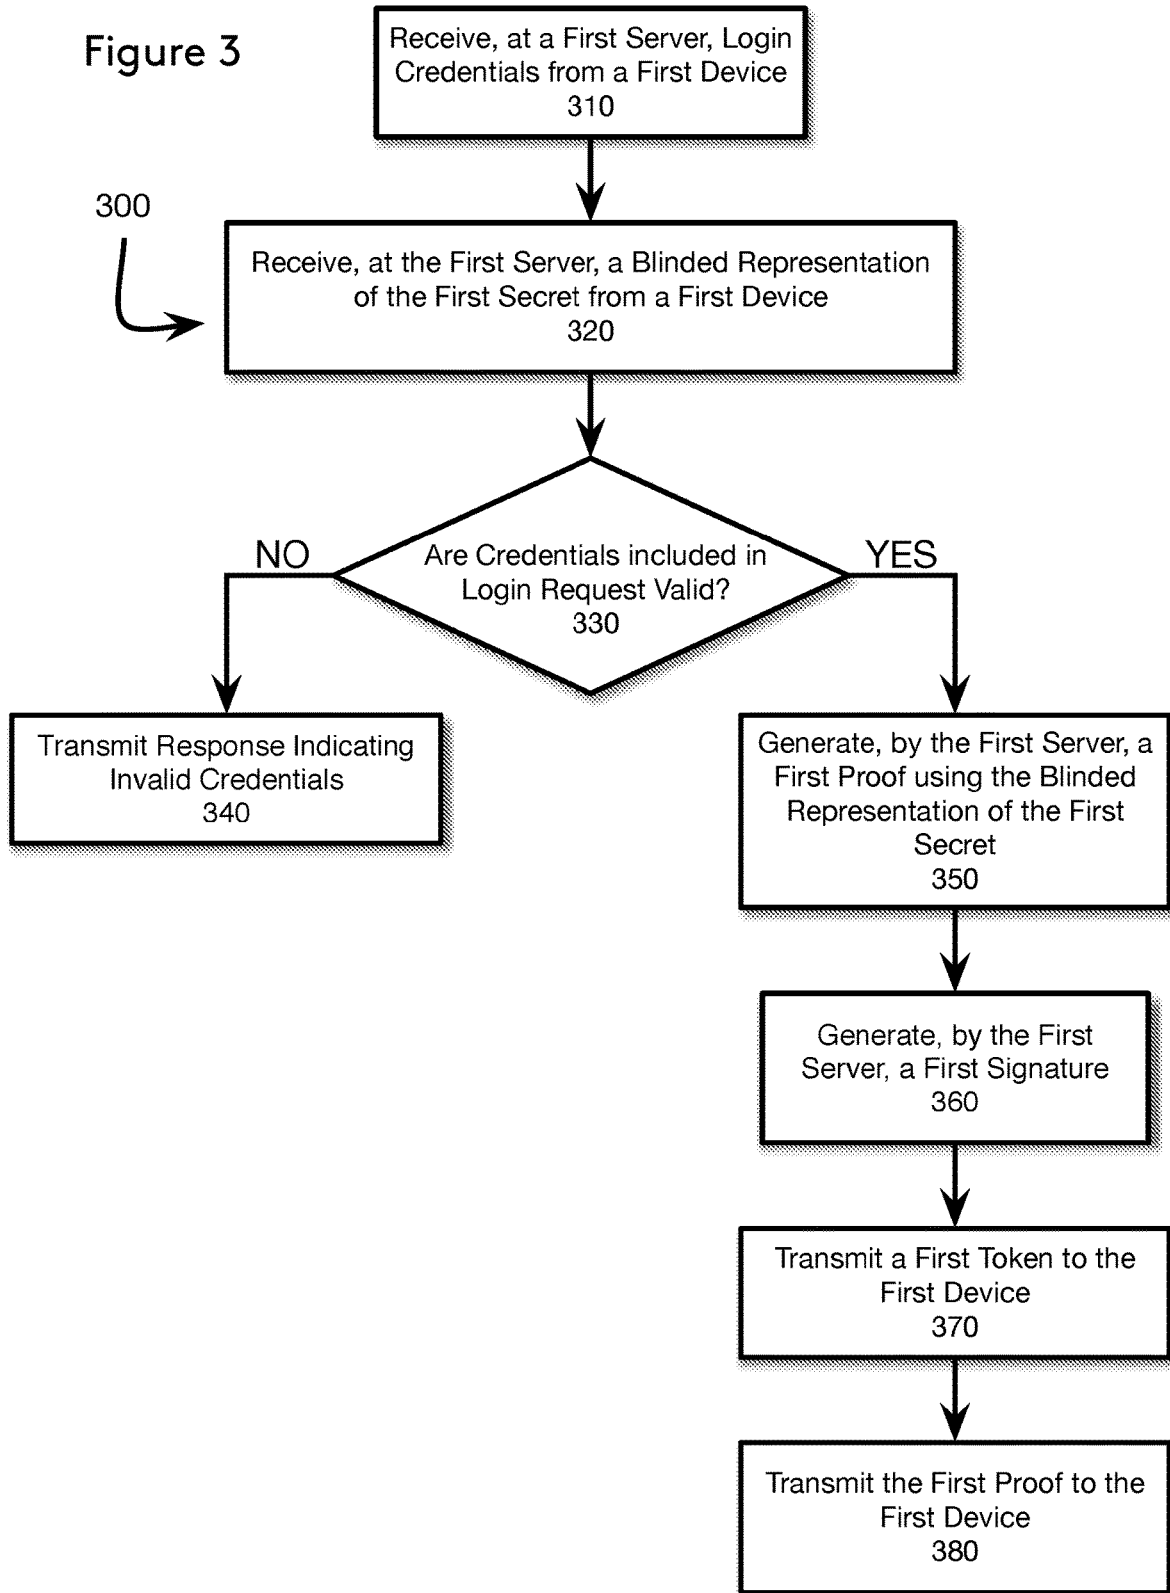 Figure 3
Receive, at a First Server, Login
Credentials from a First Device
310
300
Receive, at the First Server, a Blinded Representation
of the First Secret from a First Device
320
Are Credentials included in
Login Request Valid?
330
NO
YES
Transmit Response Indicating
Invalid Credentials
340
Generate, by the First Server, a
First Proof using the Blinded
Representation of the First
Secret
350
Generate, by the First
Server, a First Signature
360
Transmit a First Token to the
First Device
370
Transmit the First Proof to the
First Device
380